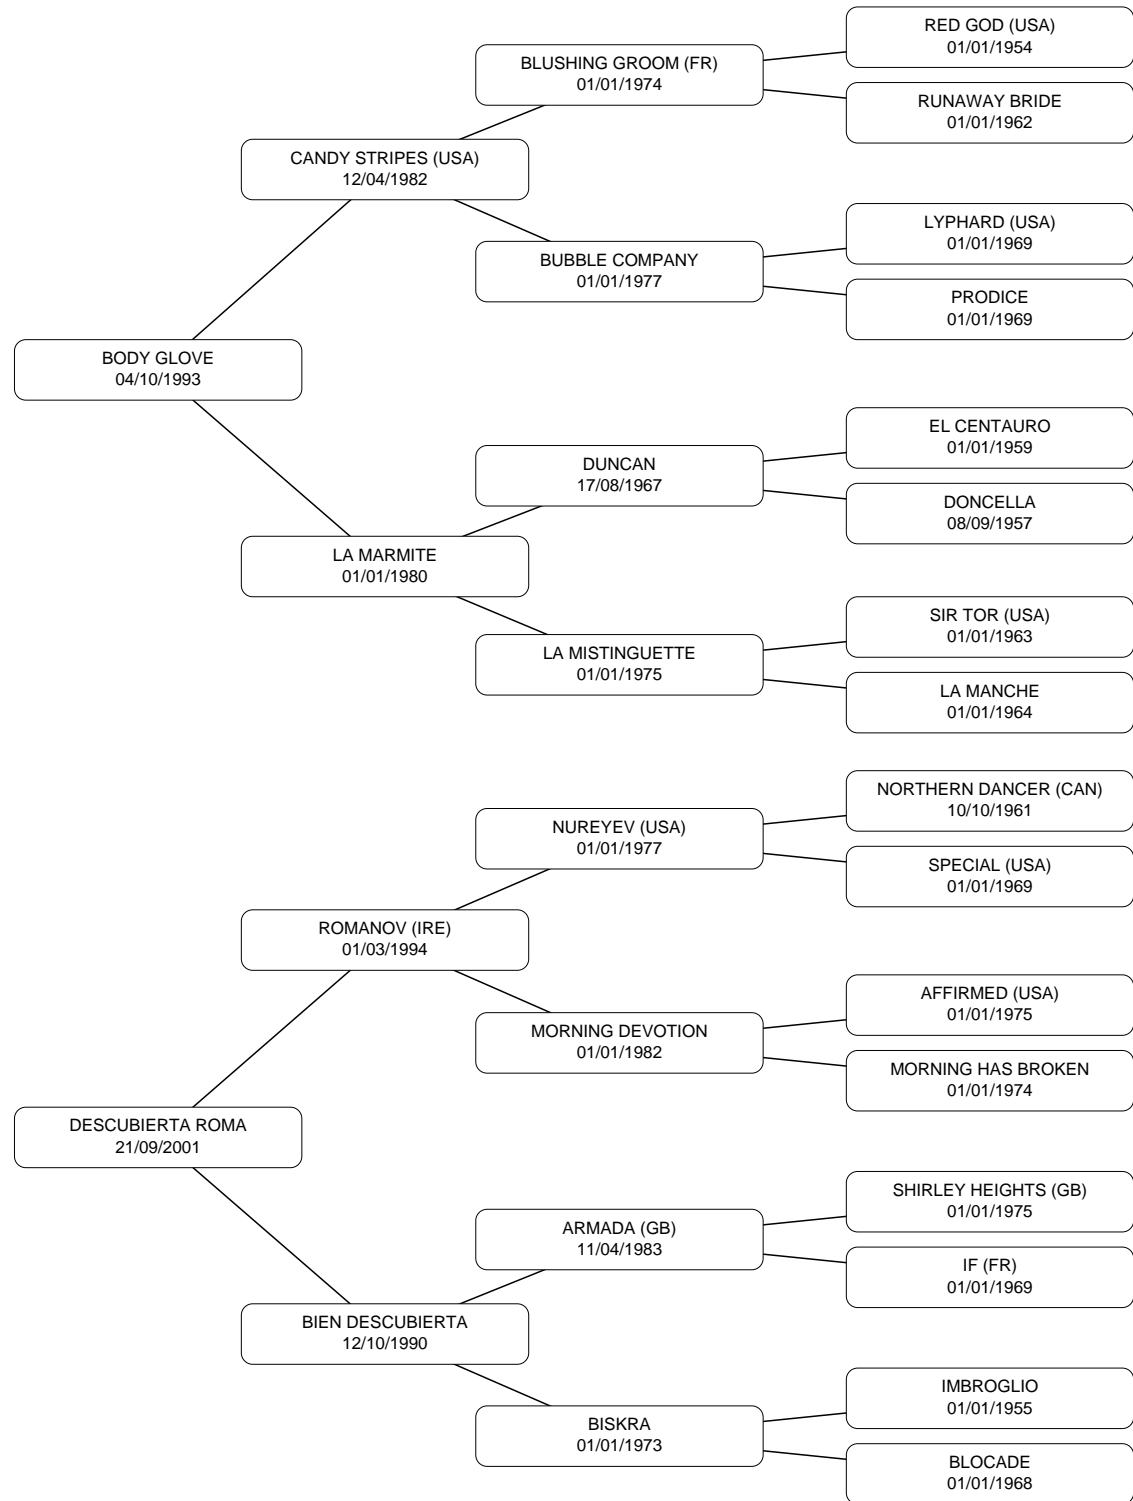 RED GOD (USA)
01/01/1954
BLUSHING GROOM (FR)
01/01/1974
RUNAWAY BRIDE
01/01/1962
CANDY STRIPES (USA)
12/04/1982
LYPHARD (USA)
01/01/1969
BUBBLE COMPANY
01/01/1977
PRODICE
01/01/1969
BODY GLOVE
04/10/1993
EL CENTAURO
01/01/1959
DUNCAN
17/08/1967
DONCELLA
08/09/1957
LA MARMITE
01/01/1980
SIR TOR (USA)
01/01/1963
LA MISTINGUETTE
01/01/1975
LA MANCHE
01/01/1964
NORTHERN DANCER (CAN)
10/10/1961
NUREYEV (USA)
01/01/1977
SPECIAL (USA)
01/01/1969
ROMANOV (IRE)
01/03/1994
AFFIRMED (USA)
01/01/1975
MORNING DEVOTION
01/01/1982
MORNING HAS BROKEN
01/01/1974
DESCUBIERTA ROMA
21/09/2001
SHIRLEY HEIGHTS (GB)
01/01/1975
ARMADA (GB)
11/04/1983
IF (FR)
01/01/1969
BIEN DESCUBIERTA
12/10/1990
IMBROGLIO
01/01/1955
BISKRA
01/01/1973
BLOCADE
01/01/1968